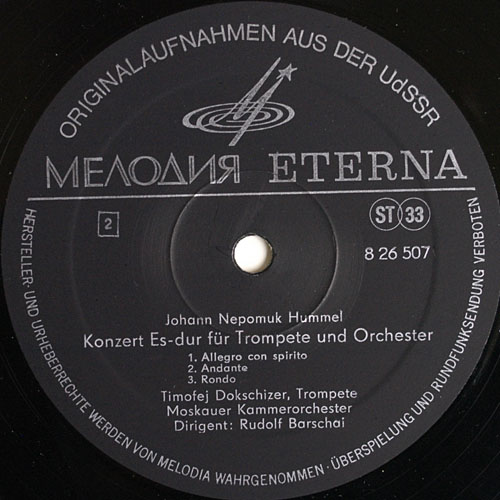 ORIGINALAUFNAHMEN AUS DER UdSSR
МЕЛОДИЯ ETERNA
2
ST 33
8 26 507
Johann Nepomuk Hummel
Konzert Es-dur für Trompete und Orchester
1. Allegro con spirito
2. Andante
3. Rondo
Timofej Dokschizer, Trompete
Moskauer Kammerorchester
Dirigent: Rudolf Barschai
HERSTELLER- UND URHEBERRECHTE WERDEN VON MELODIA WAHRGENOMMEN · ÜBERSPIELUNG UND RUNDFUNKSENDUNG VERBOTEN